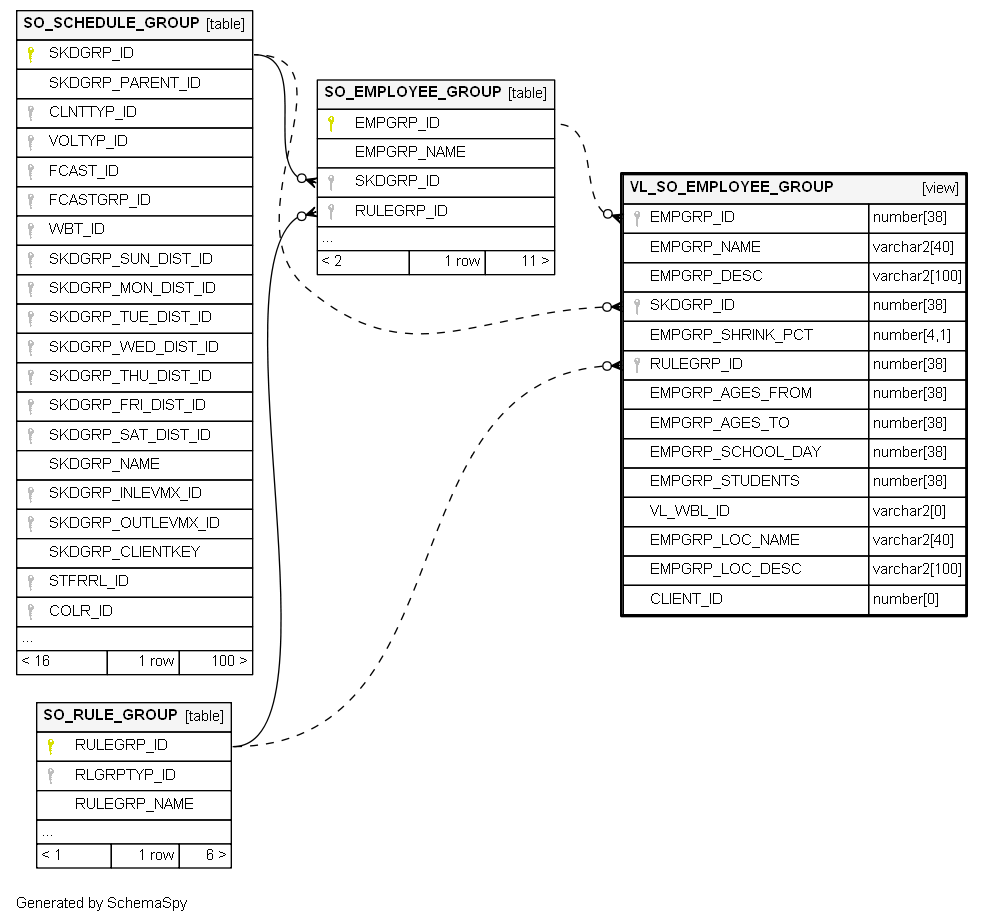 SO_SCHEDULE_GROUP [table]
SKDGRP_ID
SKDGRP_PARENT_ID
CLNTTYP_ID
VOLTYP_ID
FCAST_ID
FCASTGRP_ID
WBT_ID
SKDGRP_SUN_DIST_ID
SKDGRP_MON_DIST_ID
SKDGRP_TUE_DIST_ID
SKDGRP_WED_DIST_ID
SKDGRP_THU_DIST_ID
SKDGRP_FRI_DIST_ID
SKDGRP_SAT_DIST_ID
SKDGRP_NAME
SKDGRP_INLEVMX_ID
SKDGRP_OUTLEVMX_ID
SKDGRP_CLIENTKEY
STFRRL_ID
COLR_ID
...
< 16 1 row 100 >
SO_EMPLOYEE_GROUP [table]
EMPGRP_ID
EMPGRP_NAME
SKDGRP_ID
RULEGRP_ID
...
< 2 1 row 11 >
VL_SO_EMPLOYEE_GROUP [view]
EMPGRP_ID number[38]
EMPGRP_NAME varchar2[40]
EMPGRP_DESC varchar2[100]
SKDGRP_ID number[38]
EMPGRP_SHRINK_PCT number[4,1]
RULEGRP_ID number[38]
EMPGRP_AGES_FROM number[38]
EMPGRP_AGES_TO number[38]
EMPGRP_SCHOOL_DAY number[38]
EMPGRP_STUDENTS number[38]
VL_WBL_ID varchar2[0]
EMPGRP_LOC_NAME varchar2[40]
EMPGRP_LOC_DESC varchar2[100]
CLIENT_ID number[0]
SO_RULE_GROUP [table]
RULEGRP_ID
RLGRPTYP_ID
RULEGRP_NAME
...
< 1 1 row 6 >
Generated by SchemaSpy